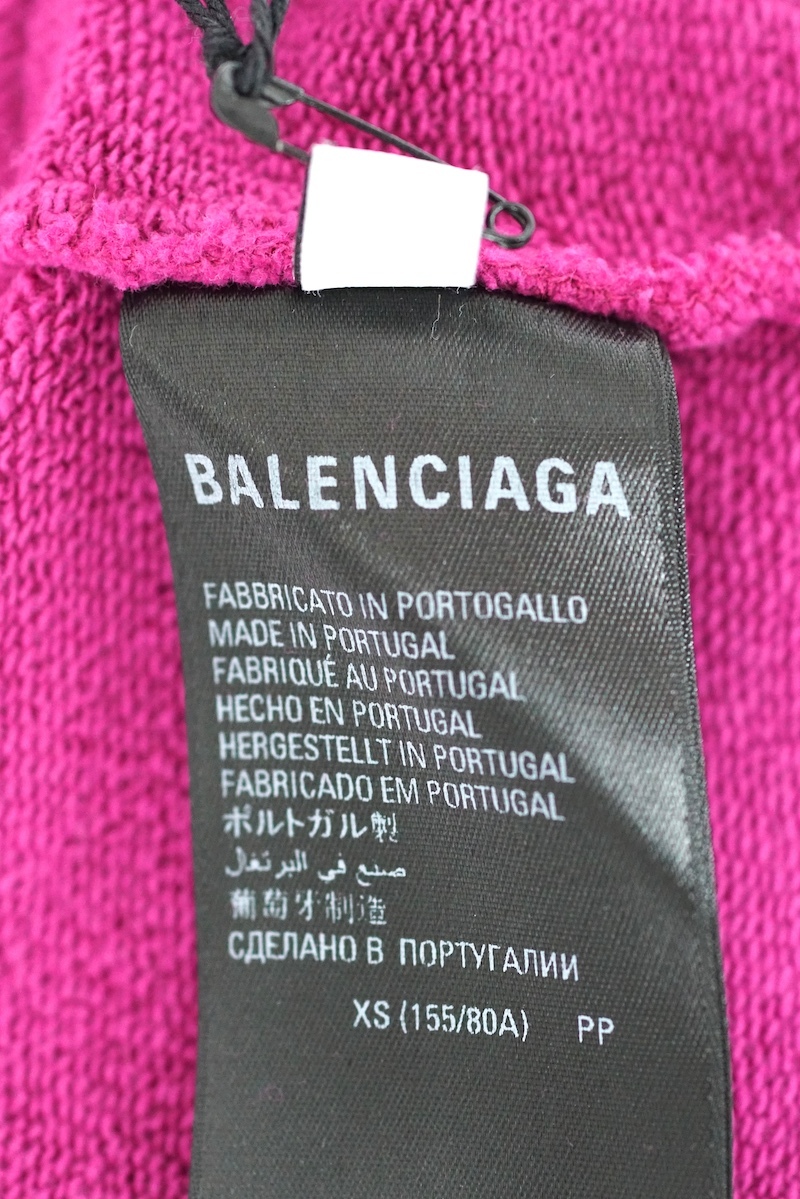 BALENCIAGA
FABBRICATO IN PORTOGALLO
MADE IN PORTUGAL
FABRIQUÉ AU PORTUGAL
HECHO EN PORTUGAL
HERGESTELLT IN PORTUGAL
FABRICADO EM PORTUGAL
ポルトガル製
صنع في البرتغال
葡萄牙制造
СДЕЛАНО В ПОРТУГАЛИИ
XS (155/80A) PP